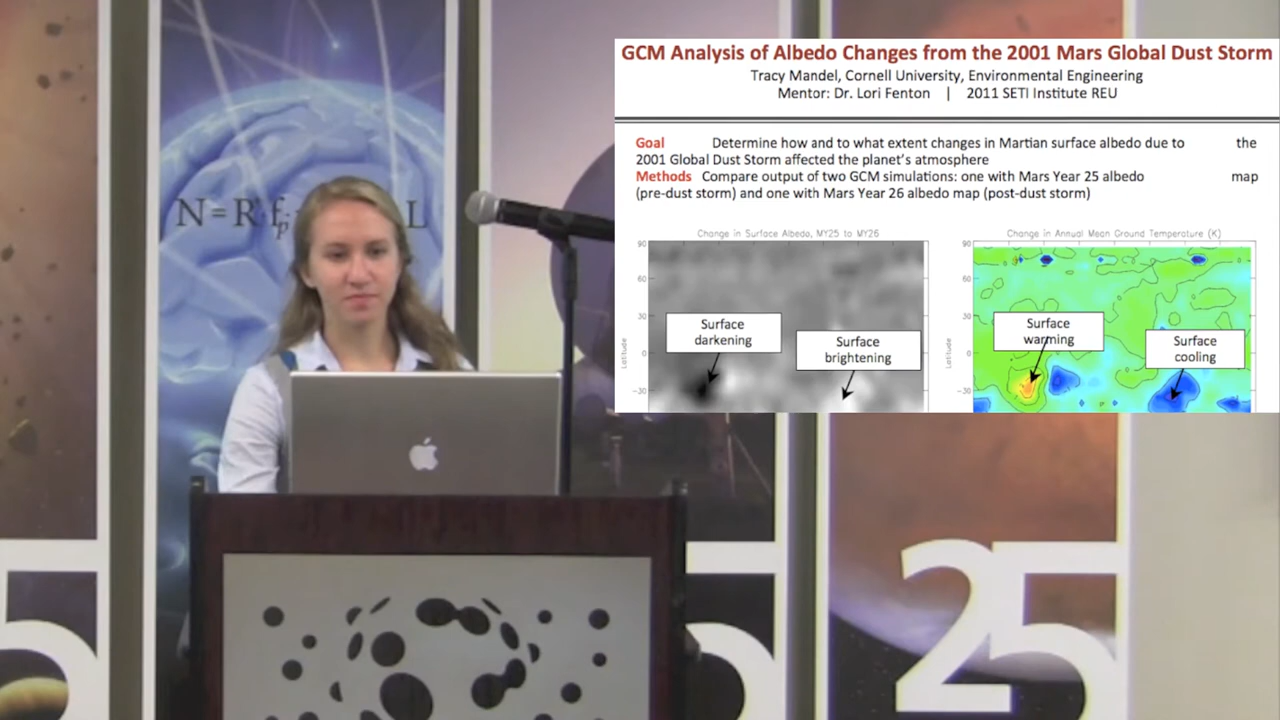 GCM Analysis of Albedo Changes from the 2001 Mars Global Dust Storm
Tracy Mandel, Cornell University, Environmental Engineering
Mentor: Dr. Lori Fenton | 2011 SETI Institute REU
Goal Determine how and to what extent changes in Martian surface albedo due to the
2001 Global Dust Storm affected the planet's atmosphere
Methods Compare output of two GCM simulations: one with Mars Year 25 albedo map
(pre-dust storm) and one with Mars Year 26 albedo map (post-dust storm)
Change in Surface Albedo, MY25 to MY26
90
60
30
0
-30
Latitude
Surface
darkening
Surface
brightening
Change in Annual Mean Ground Temperature (K)
90
60
30
0
-30
Latitude
Surface
warming
Surface
cooling
N=R fp L
25
5
5